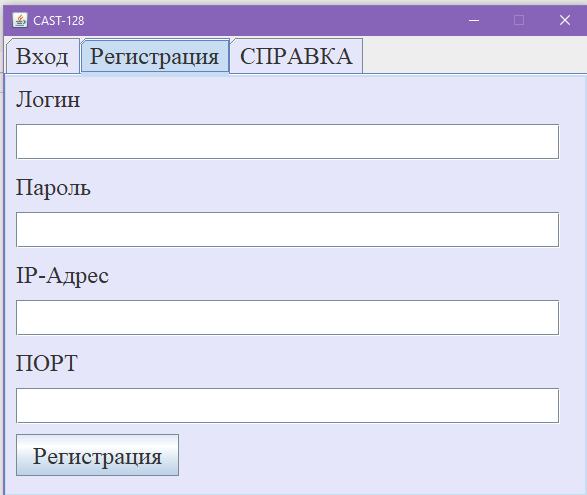 CAST-128
Вход Регистрация СПРАВКА
Логин
Пароль
IP-Адрес
ПОРТ
Регистрация